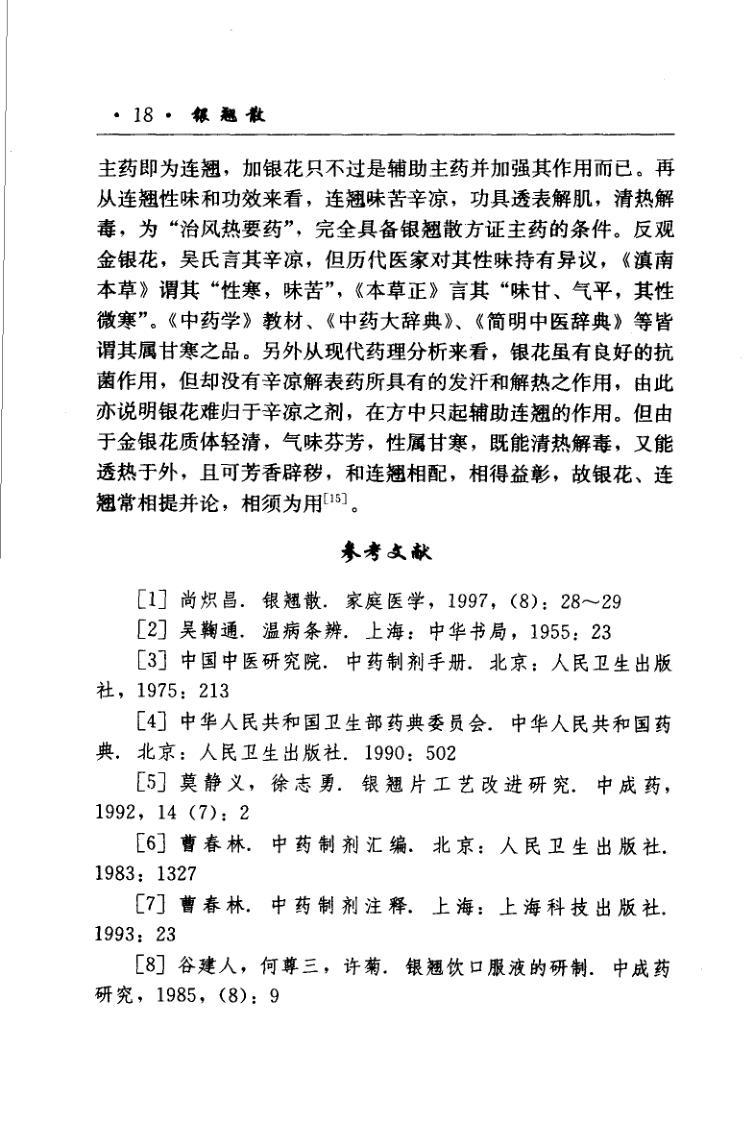 · 18 · 银翘散
主药即为连翘，加银花只不过是辅助主药并加强其作用而已。再
从连翘性味和功效来看，连翘味苦辛凉，功具透表解肌，清热解
毒，为“治风热要药”，完全具备银翘散方证主药的条件。反观
金银花，吴氏言其辛凉，但历代医家对其性味持有异议，《滇南
本草》谓其“性寒，味苦”，《本草正》言其“味甘、气平，其性
微寒”。《中药学》教材、《中药大辞典》、《简明中医辞典》等皆
谓其属甘寒之品。另外从现代药理分析来看，银花虽有良好的抗
菌作用，但却没有辛凉解表药所具有的发汗和解热之作用，由此
亦说明银花难归于辛凉之剂，在方中只起辅助连翘的作用。但由
于金银花质体轻清，气味芬芳，性属甘寒，既能清热解毒，又能
透热于外，且可芳香辟秽，和连翘相配，相得益彰，故银花、连
翘常相提并论，相须为用[15]。
参考文献
[1] 尚炽昌．银翘散．家庭医学，1997，(8)：28～29
[2] 吴鞠通．温病条辨．上海：中华书局，1955：23
[3] 中国中医研究院．中药制剂手册．北京：人民卫生出版
社，1975：213
[4] 中华人民共和国卫生部药典委员会．中华人民共和国药
典．北京：人民卫生出版社．1990：502
[5] 莫静义，徐志勇．银翘片工艺改进研究．中成药，
1992，14 (7)：2
[6] 曹春林．中药制剂汇编．北京：人民卫生出版社．
1983：1327
[7] 曹春林．中药制剂注释．上海：上海科技出版社．
1993：23
[8] 谷建人，何尊三，许菊．银翘饮口服液的研制．中成药
研究，1985，(8)：9